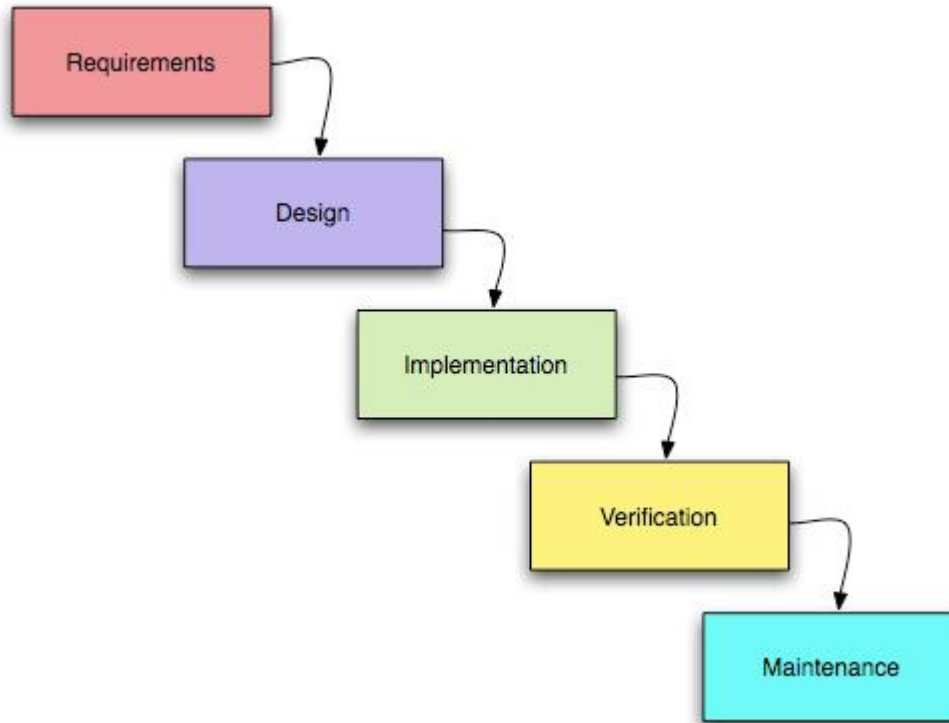 Requirements
Design
Implementation
Verification
Maintenance